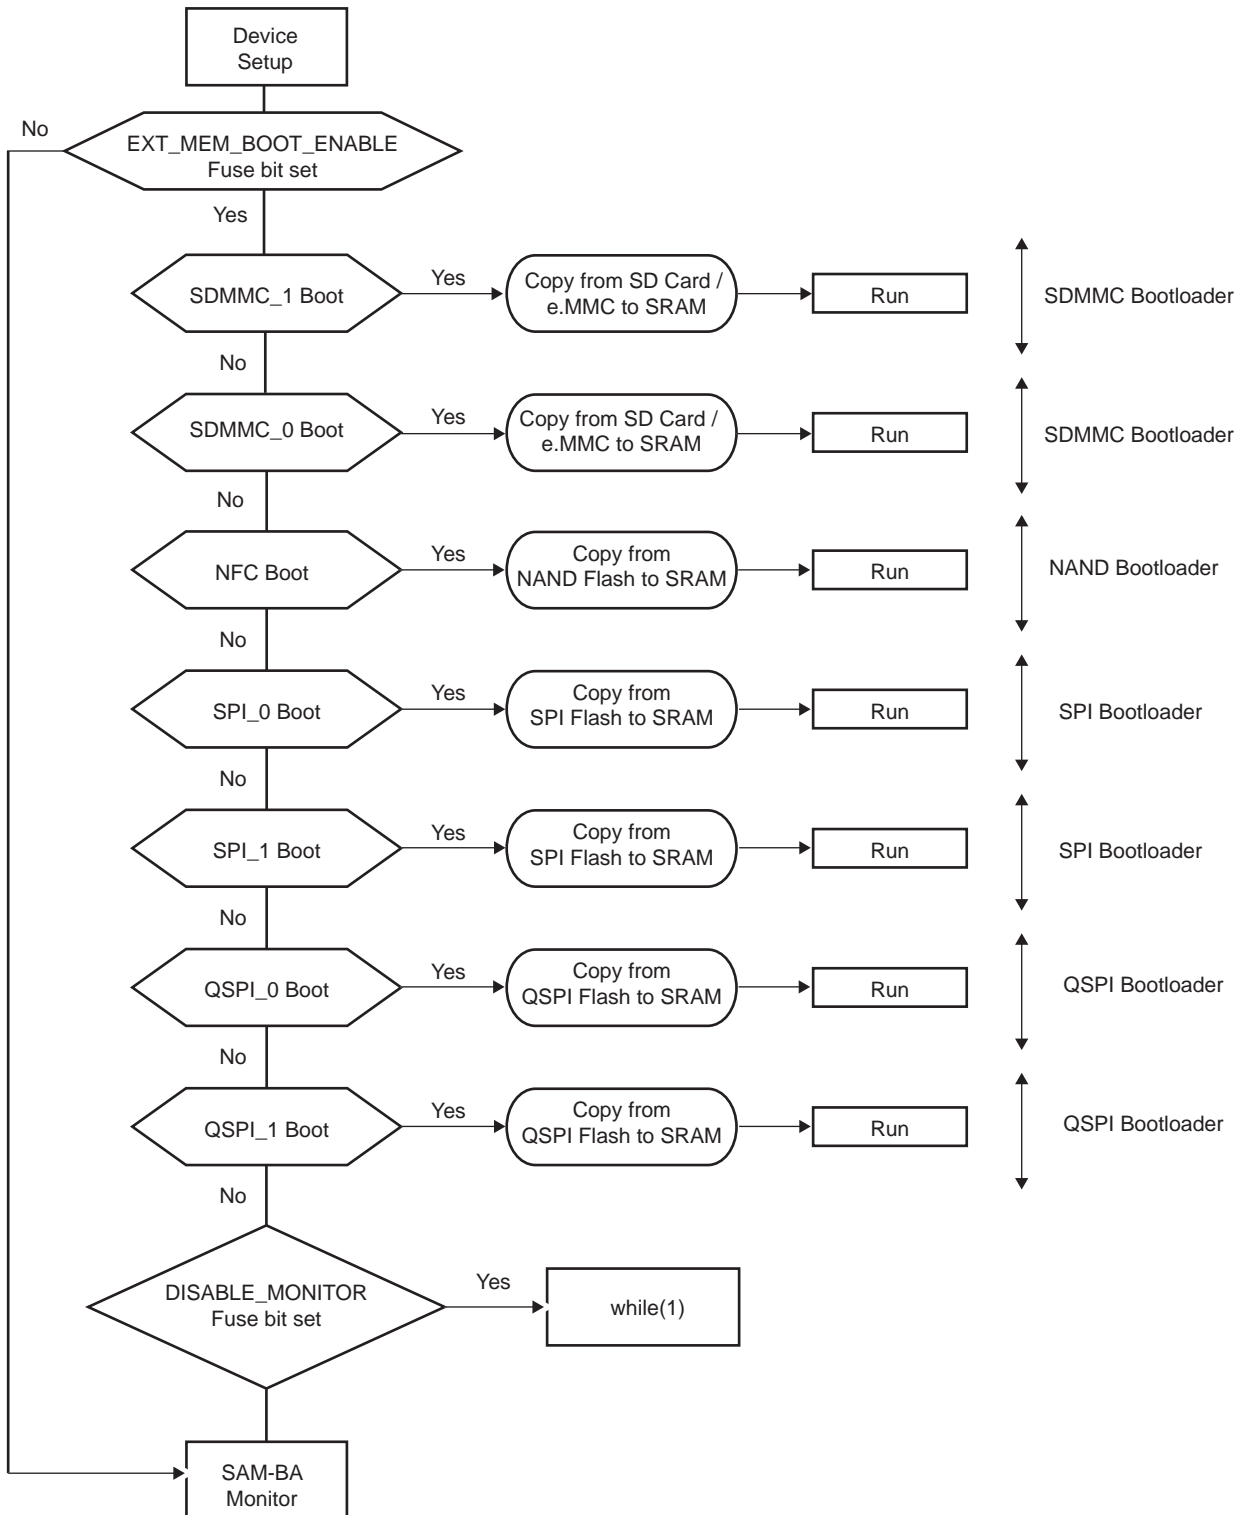 Device
Setup
No
EXT_MEM_BOOT_ENABLE
Fuse bit set
Yes
SDMMC_1 Boot
Yes
Copy from SD Card /
e.MMC to SRAM
Run
SDMMC Bootloader
No
SDMMC_0 Boot
Yes
Copy from SD Card /
e.MMC to SRAM
Run
SDMMC Bootloader
No
NFC Boot
Yes
Copy from
NAND Flash to SRAM
Run
NAND Bootloader
No
SPI_0 Boot
Yes
Copy from
SPI Flash to SRAM
Run
SPI Bootloader
No
SPI_1 Boot
Yes
Copy from
SPI Flash to SRAM
Run
SPI Bootloader
No
QSPI_0 Boot
Yes
Copy from
QSPI Flash to SRAM
Run
QSPI Bootloader
No
QSPI_1 Boot
Yes
Copy from
QSPI Flash to SRAM
Run
QSPI Bootloader
No
DISABLE_MONITOR
Fuse bit set
Yes
while(1)
SAM-BA
Monitor